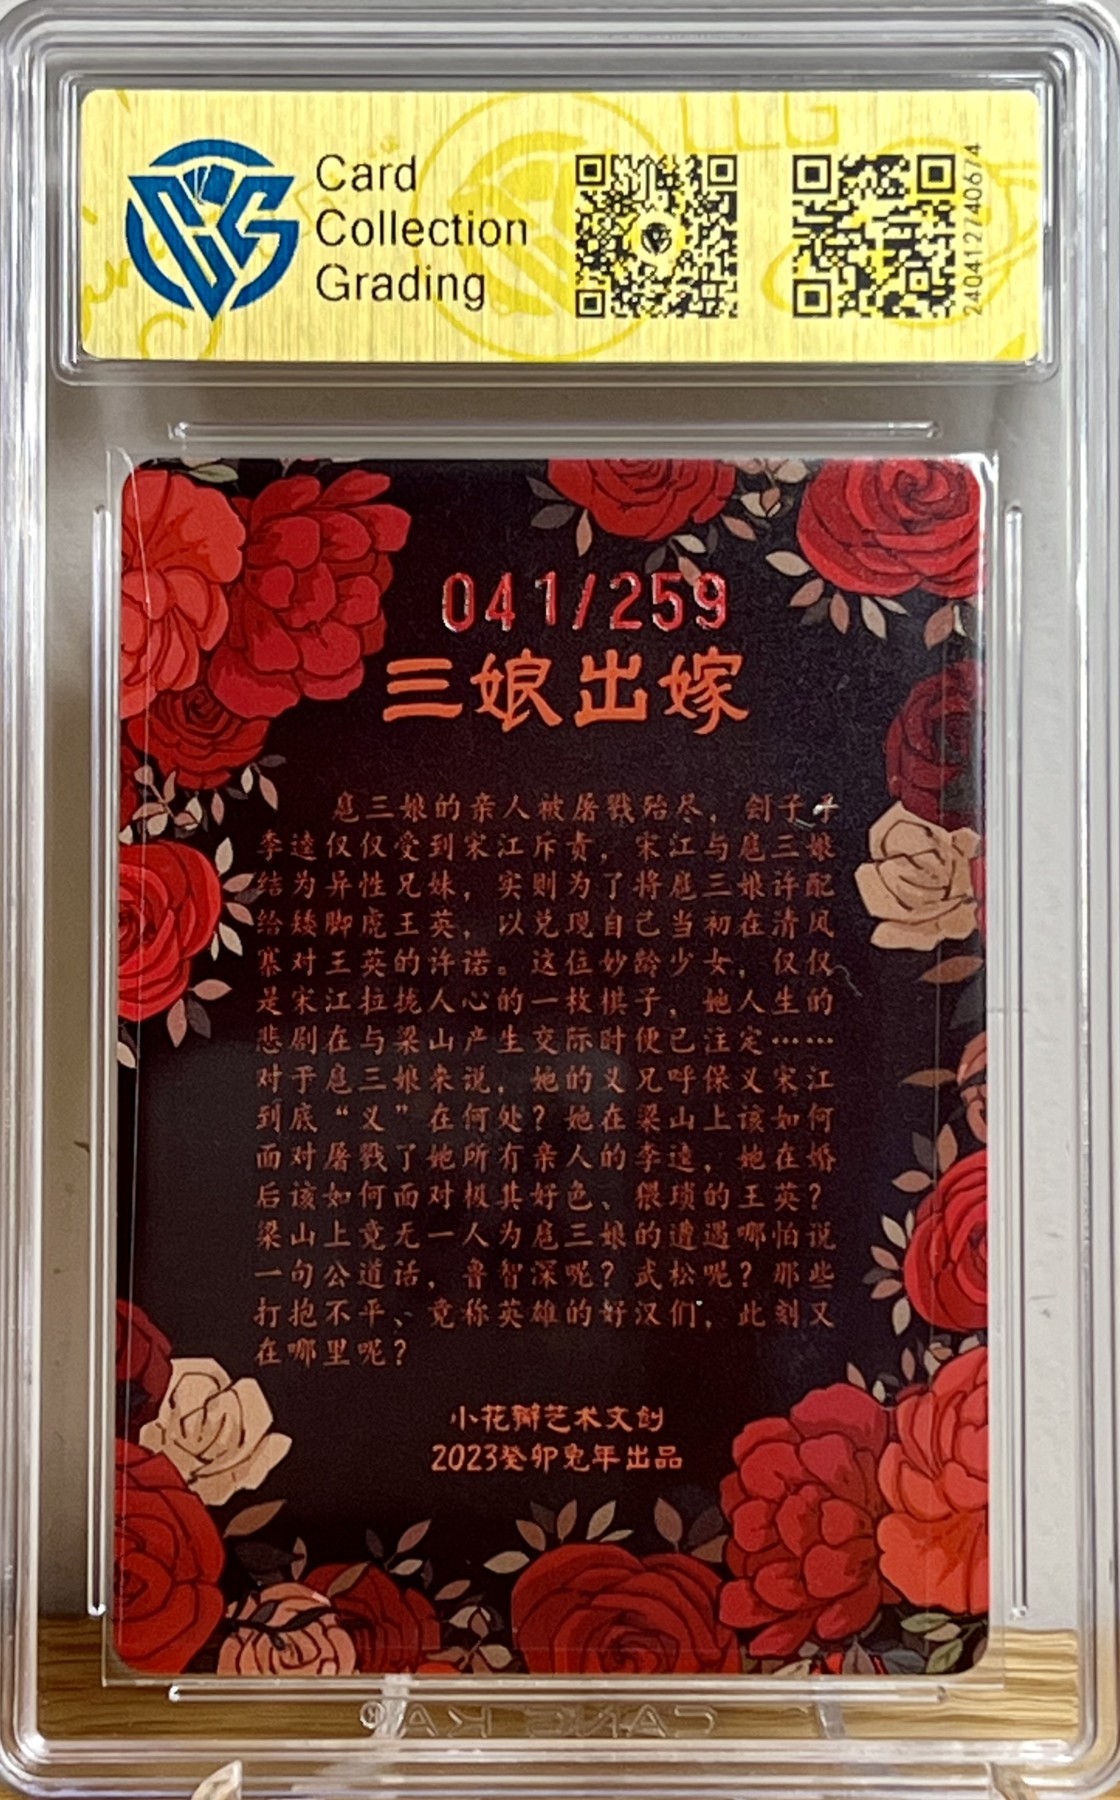 Card
Collection
Grading
240412740674
041/259
三娘出嫁
扈三娘的亲人被屠戮殆尽，刽子手
李逵仅仅受到宋江斥责，宋江与扈三娘
结为异性兄妹，实则为了将扈三娘许配
给矮脚虎王英，以兑现自己当初在清风
寨对王英的许诺。这位妙龄少女，仅仅
是宋江拉拢人心的一枚棋子，她人生的
悲剧在与梁山产生交际时便已注定……
对于扈三娘来说，她的义兄呼保义宋江
到底“义”在何处？她在梁山上该如何
面对屠戮了她所有亲人的李逵，她在婚
后该如何面对极其好色、猥琐的王英？
梁山上竟无一人为扈三娘的遭遇哪怕说
一句公道话，鲁智深呢？武松呢？那些
打抱不平、竟称英雄的好汉们，此刻又
在哪里呢？
小花瓣艺术文创
2023癸卯兔年出品